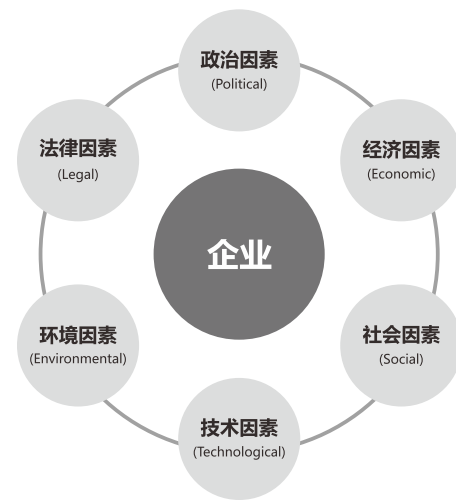 政治因素
(Political)
法律因素
(Legal)
经济因素
(Economic)
企业
环境因素
(Environmental)
社会因素
(Social)
技术因素
(Technological)